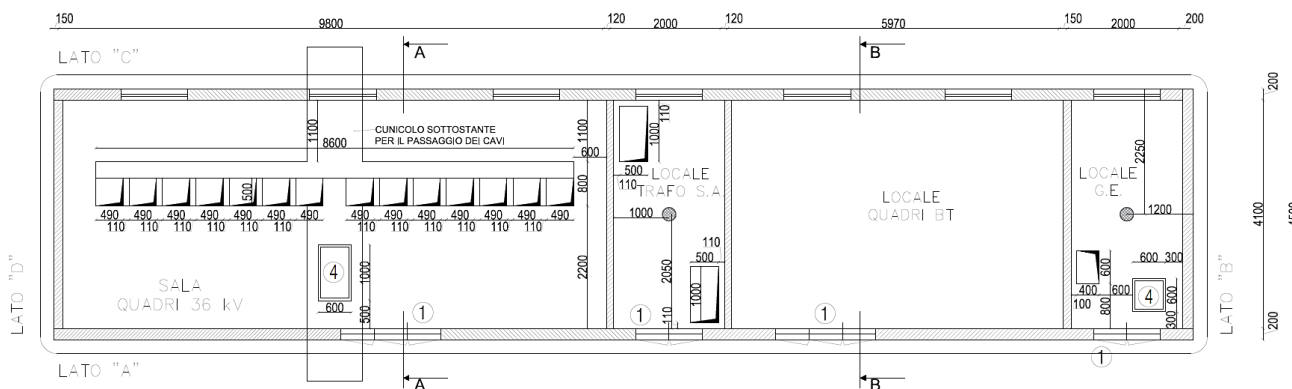 150 9800 120 2000 120 5970 150 2000 200
LATO "C"
A
B
200
CUNICOLO SOTTOSTANTE
PER IL PASSAGGIO DEI CAVI
1100
8600
1100
600
800
500
490 490 490 490 490 490 490 490 490 490 490 490 490 490
110 110 110 110 110 110 110 110 110 110 110 110
SALA
QUADRI 36 kV
4
1000
600
500
2200
1
110
1000
500
110
LOCALE
TRAFO S.A.
1000
2050
110
500
1000
110
1
LOCALE
QUADRI BT
1
2250
LOCALE
G.E.
1200
600
400
100
800
600
600 300
4
600
300
1
4100
4500
200
LATO "D"
LATO "B"
LATO "A"
A
B